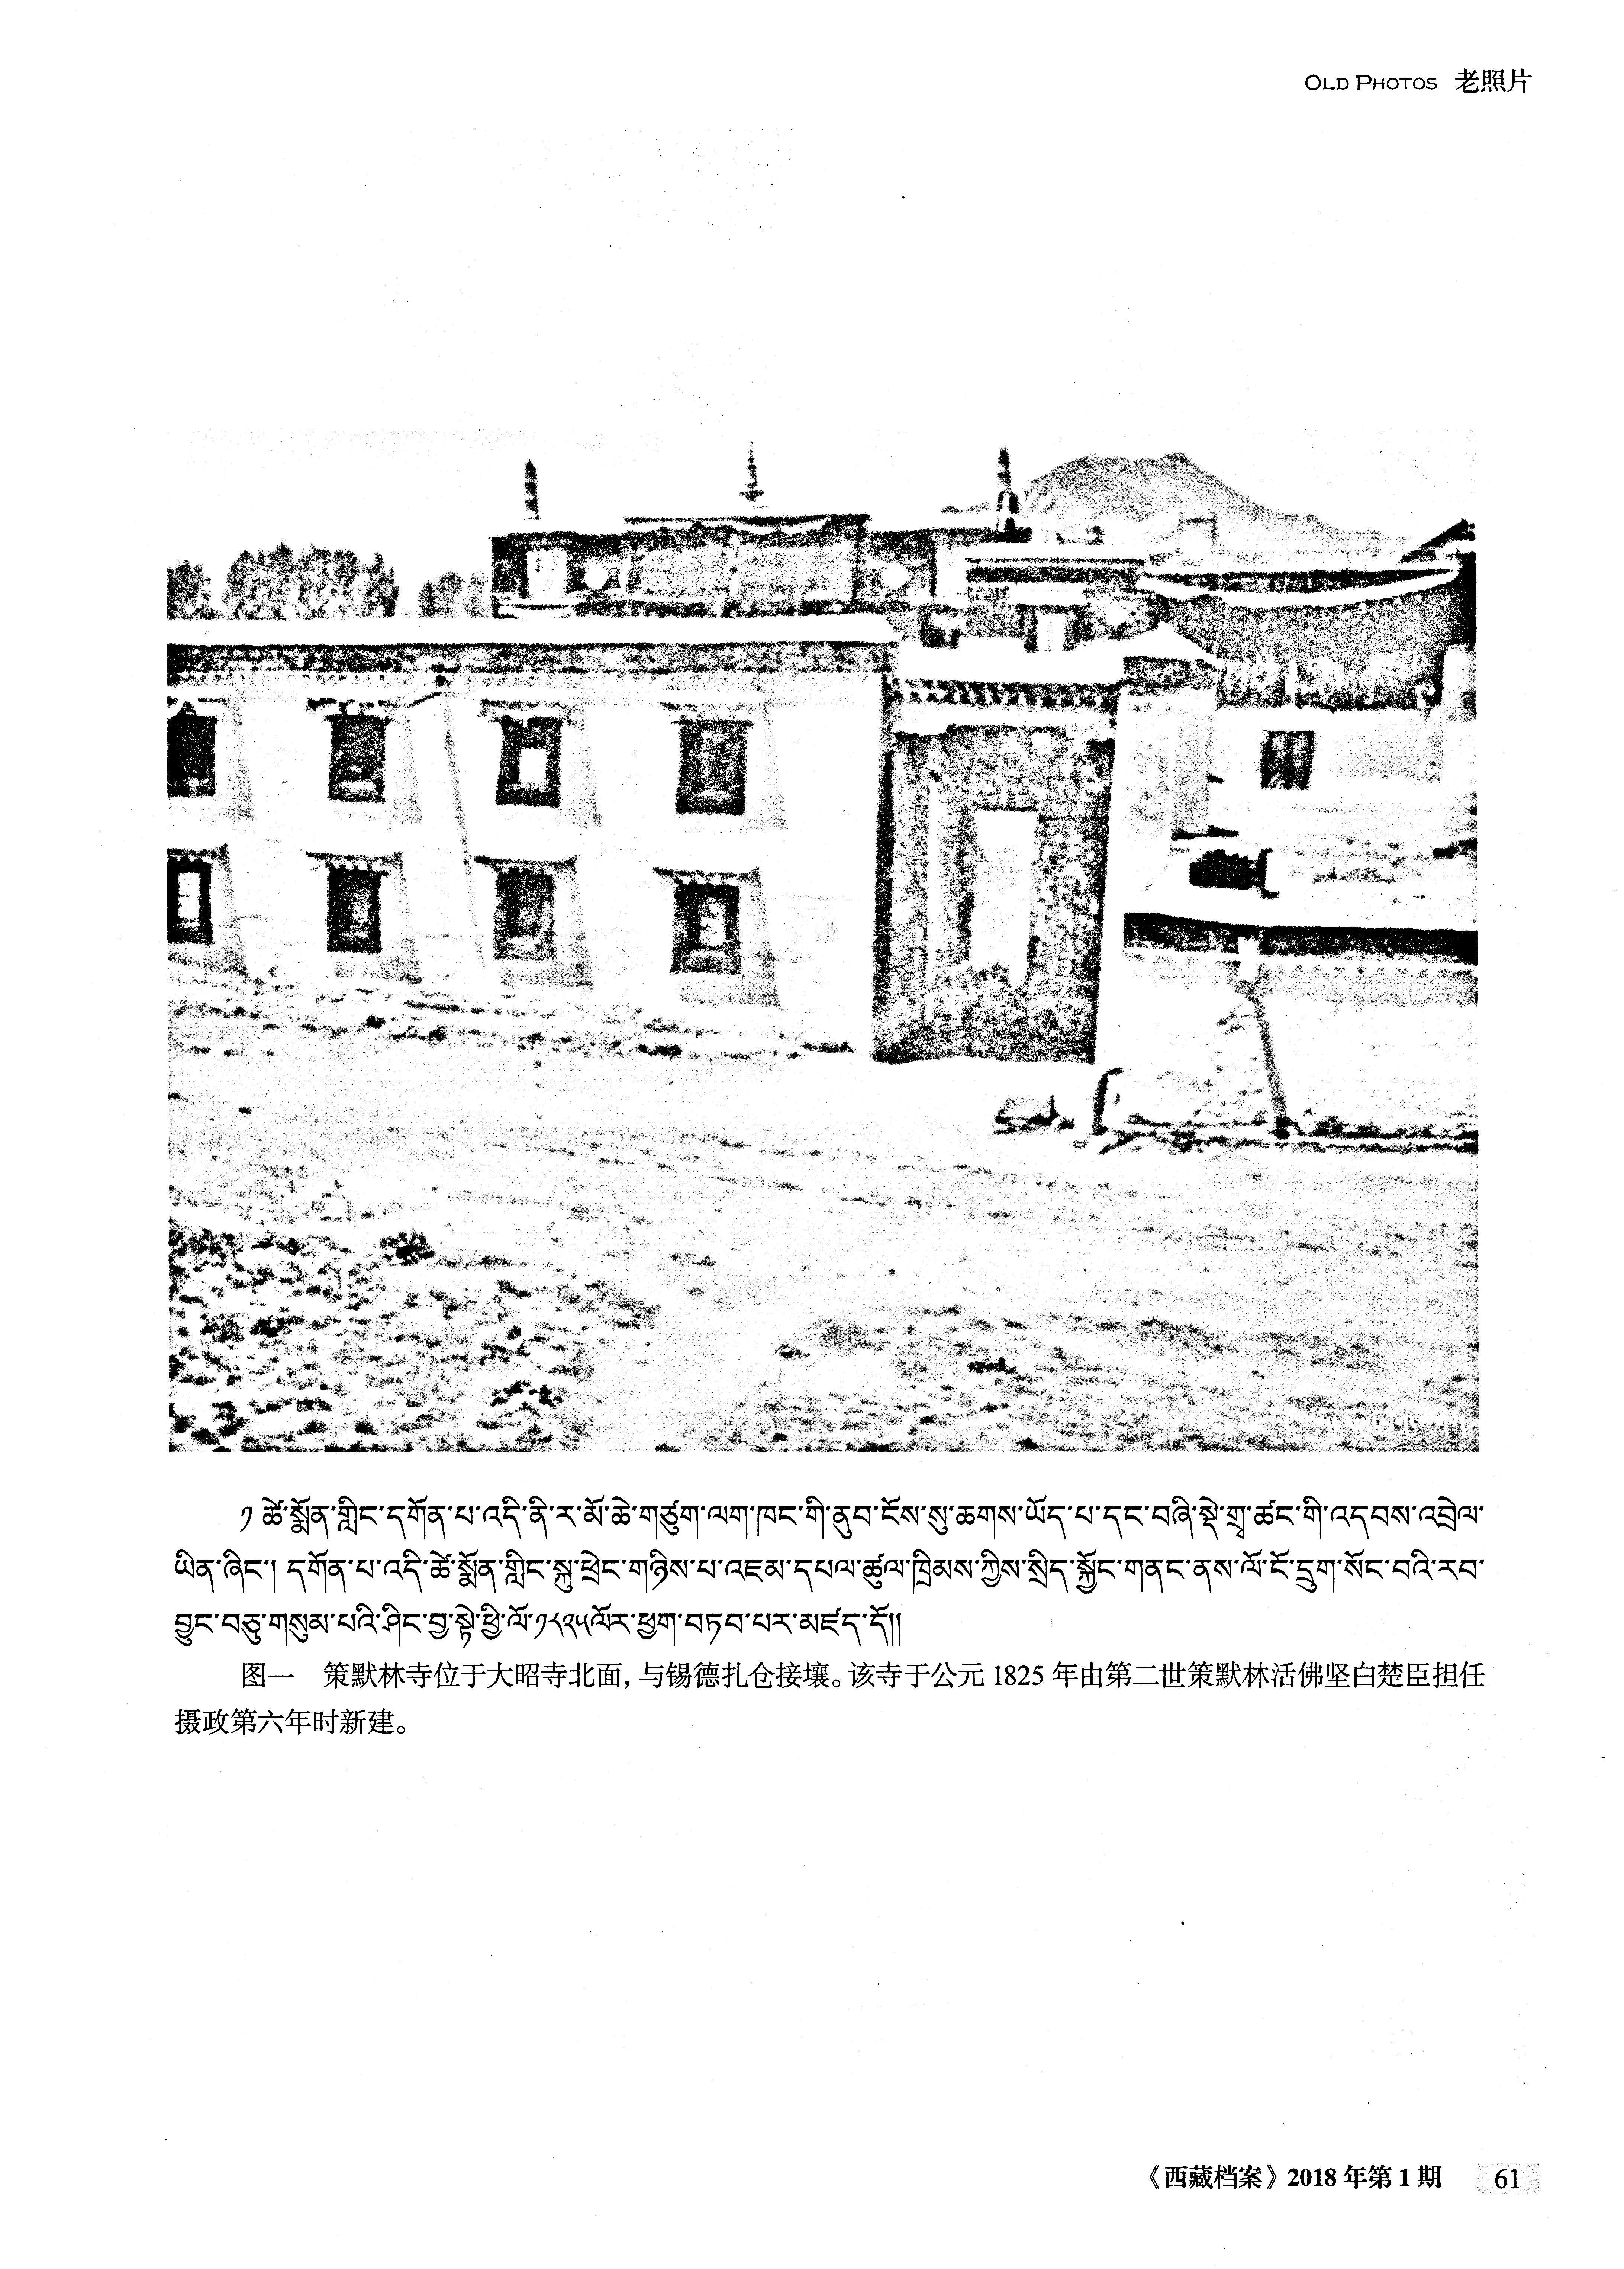 OLD PHOTOS 老照片
༡ ཚེ་སྨོན་གླིང་དགོན་པ་འདི་ནི་ར་མོ་ཆེ་གཙུག་ལག་ཁང་གི་ནུབ་ངོས་སུ་ཆགས་ཡོད་པ་དང་བཞི་སྡེ་གྲྭ་ཚང་གི་འདབས་འབྲེལ་
ཡིན་ཞིང་། དགོན་པ་འདི་ཚེ་སྨོན་གླིང་སྐུ་ཕྲེང་གཉིས་པ་འཇམ་དཔལ་ཚུལ་ཁྲིམས་ཀྱིས་སྲིད་སྐྱོང་གནང་ནས་ལོ་ངོ་དྲུག་སོང་བའི་རབ་
བྱུང་བཅུ་གསུམ་པའི་ཤིང་བྱ་སྟེ་ཕྱི་ལོ་༡༨༢༥ལོར་ཕྱག་བཏབ་པར་མཛད་དོ།།
图一 策默林寺位于大昭寺北面,与锡德扎仓接壤。该寺于公元 1825 年由第二世策默林活佛坚白楚臣担任
摄政第六年时新建。
《西藏档案》2018 年第 1 期 61